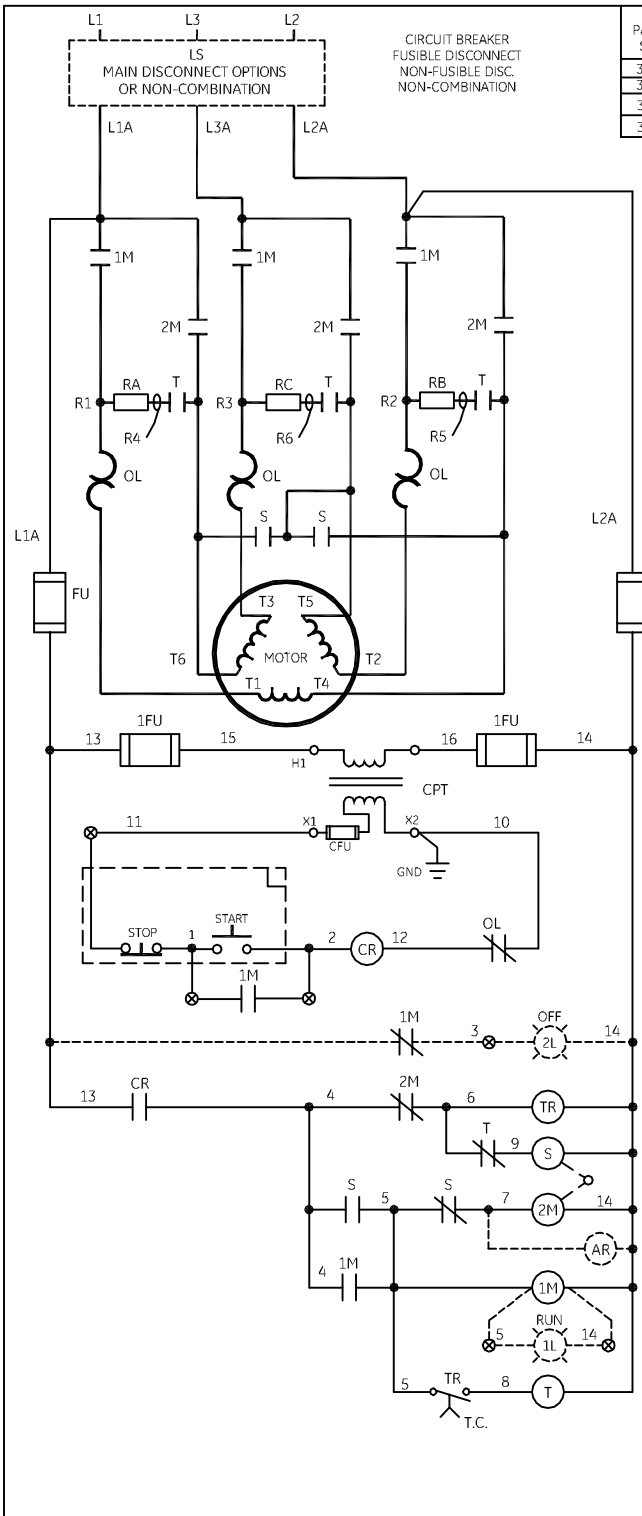 L1 L3 L2
LS
MAIN DISCONNECT OPTIONS
OR NON-COMBINATION
CIRCUIT BREAKER
FUSIBLE DISCONNECT
NON-FUSIBLE DISC.
NON-COMBINATION
L1A L3A L2A
1M 1M 1M
2M 2M 2M
RA T RC T RB T
R1 R3 R2
R4 R6 R5
OL OL OL
S S
L1A L2A
FU
T3 T5
T6 MOTOR T2
T1 T4
1FU 1FU
13 15 16 14
H1
CPT
11 X1 X2 10
CFU
GND
STOP 1 START 2 CR 12 OL
1M
OFF
1M 3 2L 14
13 CR 4 2M 6 TR
T 9 S
S 5 S 7 2M 14
AR
4 1M 1M
RUN
5 1L 14
5 TR 8 T
T.C.